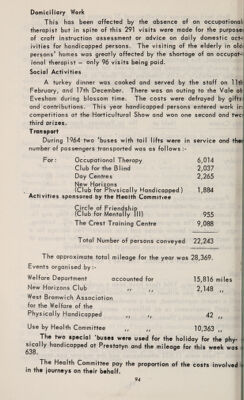 Domiciliary Work
This has been affected by the absence of an occupational
therapist but in spite of this 291 visits were made for the purpose
of craft instruction assessment or advice on daily domestic act-
ivities for handicapped persons. The visiting of the elderly in old
persons' homes was greatly affected by the shortage of an occupat-
ional therapist — only 96 visits being paid.
Social Activities
A turkey dinner was cooked and served by the staff on 11th
February, and 17th December. There was an outing to the Vale of
Evesham during blossom time. The costs were defrayed by gifts
and contributions. This year handicapped persons entered work in
competitions at the Horticultural Show and won one second and two
third prizes.
Transport
During 1964 two 'buses with tail lifts were in service and the
number of passengers transported was as follows :-
For: Occupational Therapy 6,014
Club for the Blind 2,037
Day Centres 2,265
New Horizons
(Club for Physically Handicapped) 1,884
Activities sponsored by the Health Committee
Circle of Friendship
(Club for Mentally Ill) 955
The Crest Training Centre 9,088
Total Number of persons conveyed 22,243
The approximate total mileage for the year was 28,369.
Events organised by :-
Welfare Department accounted for 15,816 miles
New Horizons Club ,, ,, 2,148 ,,
West Bromwich Association
for the Welfare of the
Physically Handicapped ,, ,, 42 ,,
Use by Health Committee ,, ,, 10,363 ,,
The two special 'buses were used for the holiday for the phy-
sically handicapped at Prestatyn and the mileage for this week was
638.
The Health Committee pay the proportion of the costs involved
in the journeys on their behalf.
94